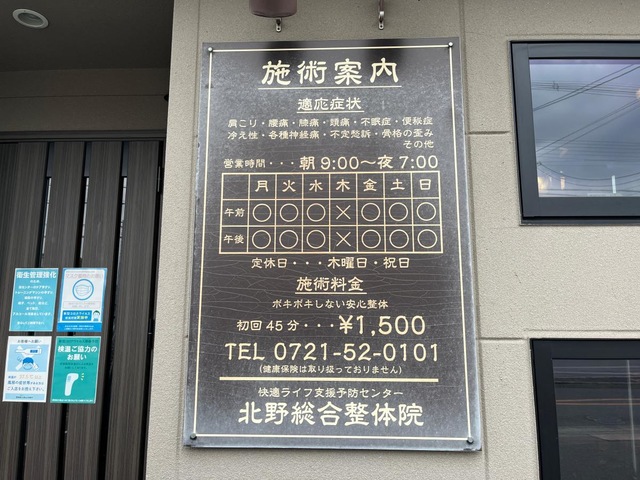 施術案内
適応症状
肩こり・腰痛・膝痛・頭痛・不眠症・便秘症
冷え性・各種神経痛・不定愁訴・骨格の歪み
その他
営業時間・・・朝9:00～夜7:00
月 火 水 木 金 土 日
午前 ○ ○ ○ × ○ ○ ○
午後 ○ ○ ○ × ○ ○ ○
定休日・・・木曜日・祝日
施術料金
ボキボキしない安心整体
初回45分・・・¥1,500
TEL 0721-52-0101
(健康保険は取り扱っておりません)
快適ライフ支援予防センター
北野総合整体院
衛生管理強化
検温ご協力の
お願い